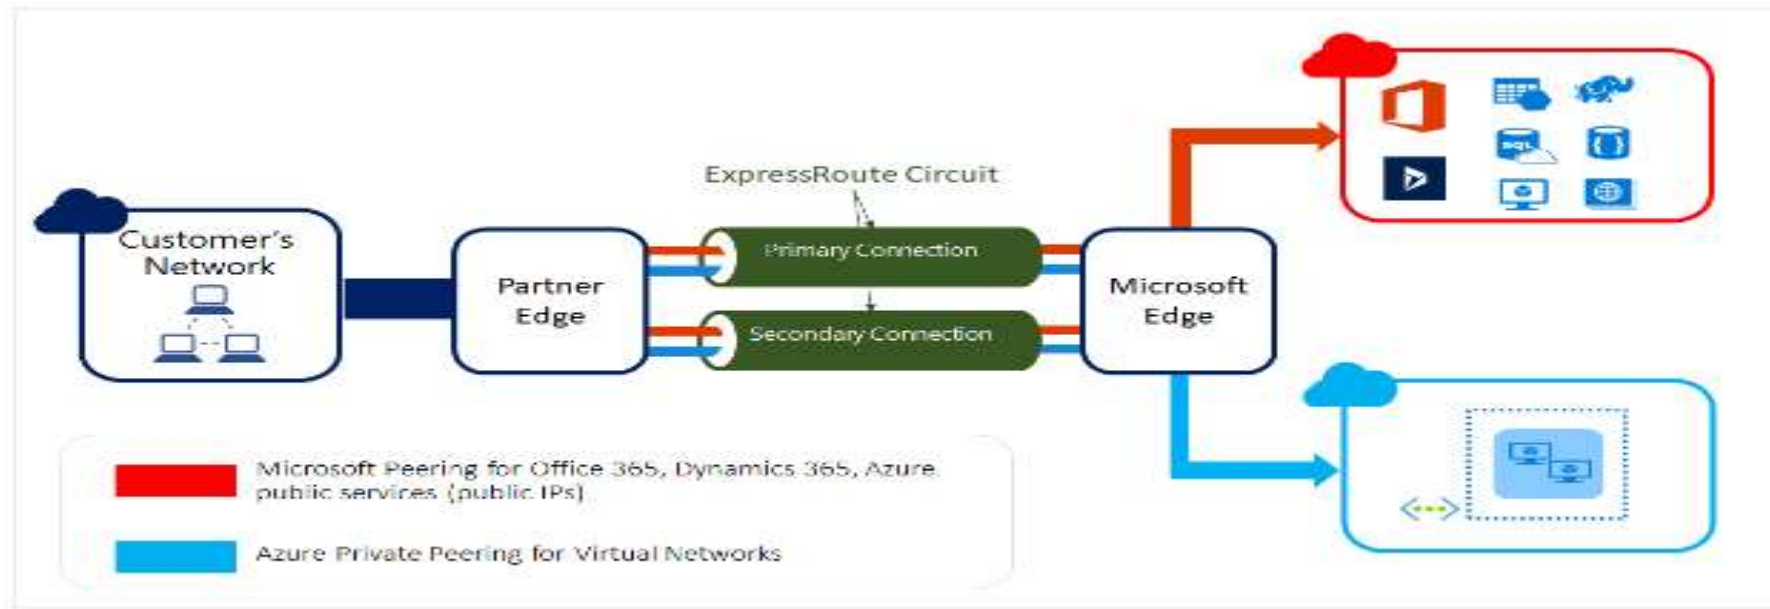 ExpressRoute Circuit
Customer's
Network
Partner
Edge
Primary Connection
Secondary Connection
Microsoft
Edge
SQL
Microsoft Peering for Office 365, Dynamics 365, Azure
public services (public IPs)
Azure Private Peering for Virtual Networks